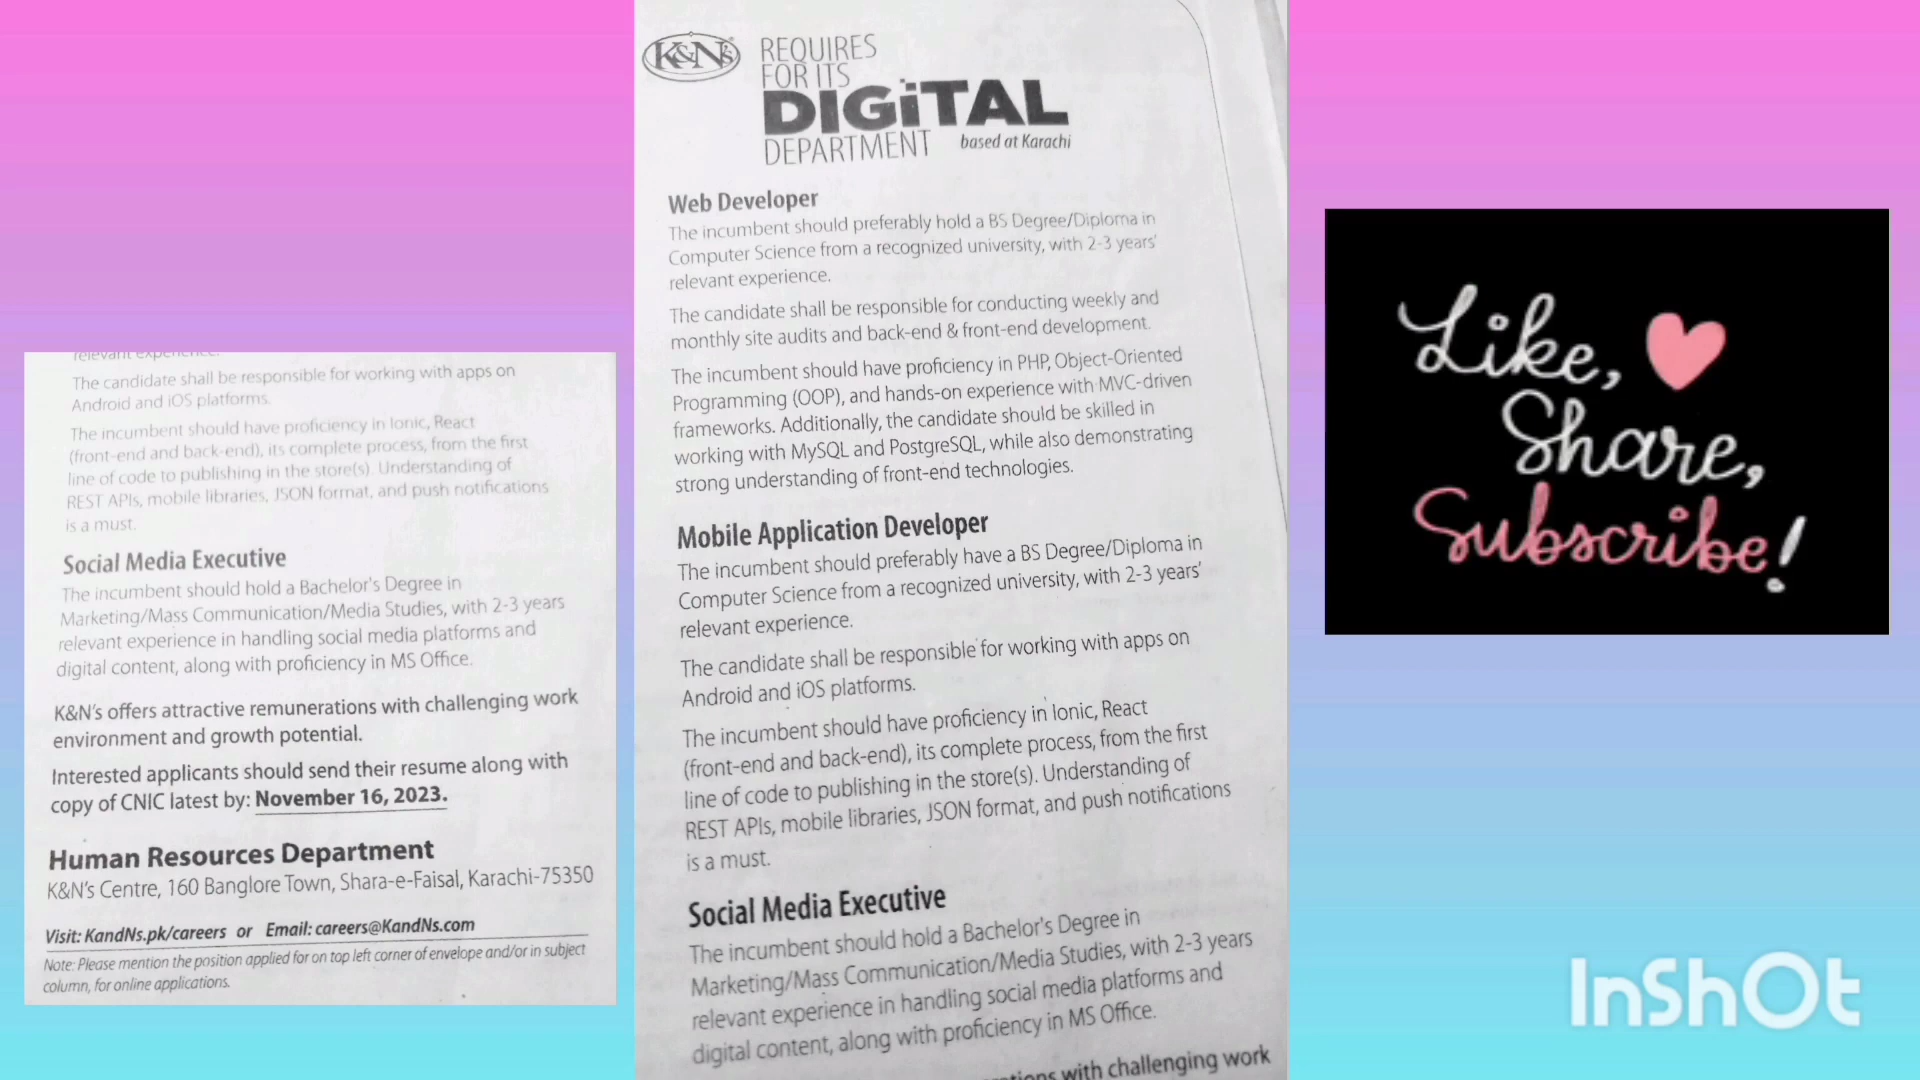 K&N's
REQUIRES
FOR ITS
DIGiTAL
DEPARTMENT based at Karachi
Web Developer
The incumbent should preferably hold a BS Degree/Diploma in
Computer Science from a recognized university, with 2-3 years'
relevant experience.
The candidate shall be responsible for conducting weekly and
monthly site audits and back-end & front-end development.
The incumbent should have proficiency in PHP, Object-Oriented
Programming (OOP), and hands-on experience with MVC-driven
frameworks. Additionally, the candidate should be skilled in
working with MySQL and PostgreSQL, while also demonstrating
strong understanding of front-end technologies.
Mobile Application Developer
The incumbent should preferably have a BS Degree/Diploma in
Computer Science from a recognized university, with 2-3 years'
relevant experience.
The candidate shall be responsible for working with apps on
Android and iOS platforms.
The incumbent should have proficiency in Ionic, React
(front-end and back-end), its complete process, from the first
line of code to publishing in the store(s). Understanding of
REST APIs, mobile libraries, JSON format, and push notifications
is a must.
Social Media Executive
The incumbent should hold a Bachelor's Degree in
Marketing/Mass Communication/Media Studies, with 2-3 years
relevant experience in handling social media platforms and
digital content, along with proficiency in MS Office.
with challenging work
relevant experience.
The candidate shall be responsible for working with apps on
Android and iOS platforms.
The incumbent should have proficiency in Ionic, React
(front-end and back-end), its complete process, from the first
line of code to publishing in the store(s). Understanding of
REST APIs, mobile libraries, JSON format, and push notifications
is a must.
Social Media Executive
The incumbent should hold a Bachelor's Degree in
Marketing/Mass Communication/Media Studies, with 2-3 years
relevant experience in handling social media platforms and
digital content, along with proficiency in MS Office.
K&N's offers attractive remunerations with challenging work
environment and growth potential.
Interested applicants should send their resume along with
copy of CNIC latest by: November 16, 2023.
Human Resources Department
K&N's Centre, 160 Banglore Town, Shara-e-Faisal, Karachi-75350
Visit: KandNs.pk/careers or Email: careers@KandNs.com
Note: Please mention the position applied for on top left corner of envelope and/or in subject
column, for online applications.
Like,
Share,
Subscribe!
InShOt